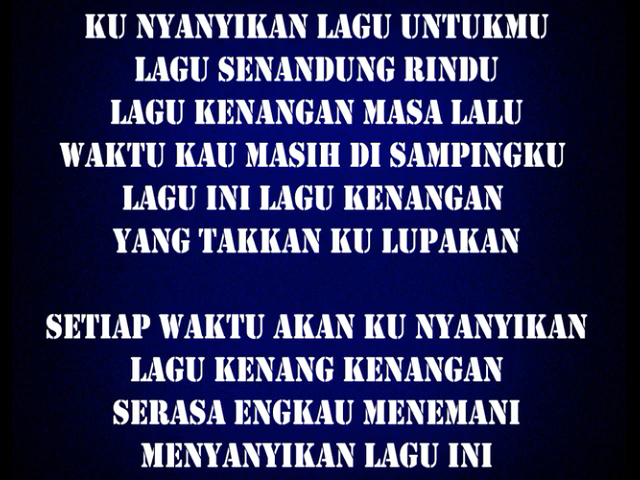 KU NYANYIKAN LAGU UNTUKMU
LAGU SENANDUNG RINDU
LAGU KENANGAN MASA LALU
WAKTU KAU MASIH DI SAMPINGKU
LAGU INI LAGU KENANGAN
YANG TAKKAN KU LUPAKAN
SETIAP WAKTU AKAN KU NYANYIKAN
LAGU KENANG KENANGAN
SERASA ENGKAU MENEMANI
MENYANYIKAN LAGU INI